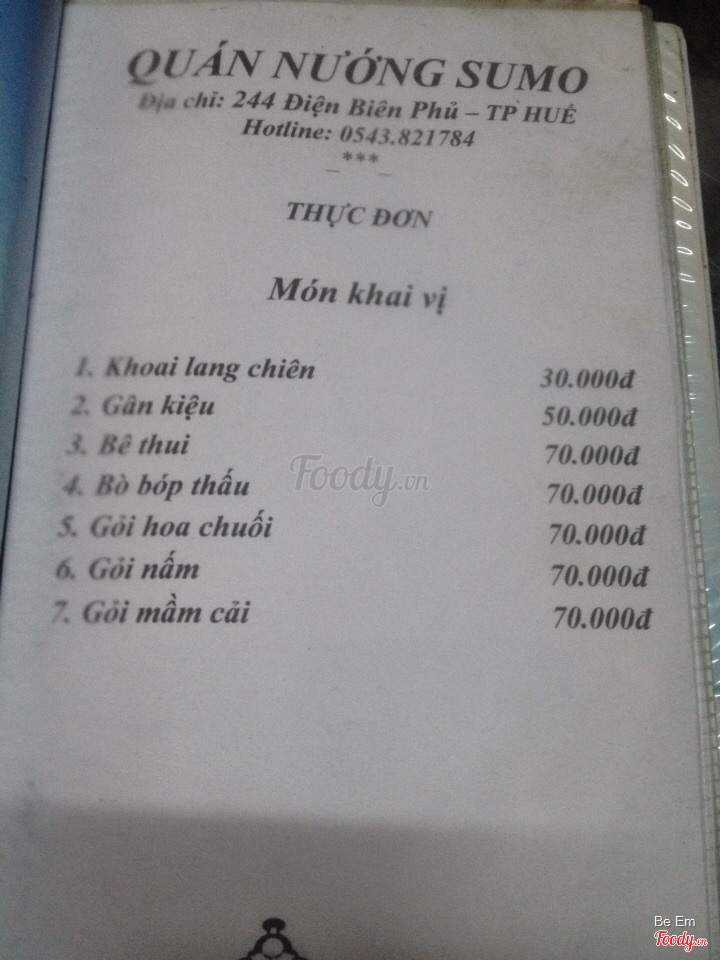 QUÁN NƯỚNG SUMO
Địa chỉ: 244 Điện Biên Phủ – TP HUẾ
Hotline: 0543.821784
***
THỰC ĐƠN
Món khai vị
1. Khoai lang chiên 30.000đ
2. Gân kiệu 50.000đ
3. Bê thui 70.000đ
4. Bò bóp thấu 70.000đ
5. Gỏi hoa chuối 70.000đ
6. Gỏi nấm 70.000đ
7. Gỏi mầm cải 70.000đ
Foody.vn
Be Em
Foody.vn